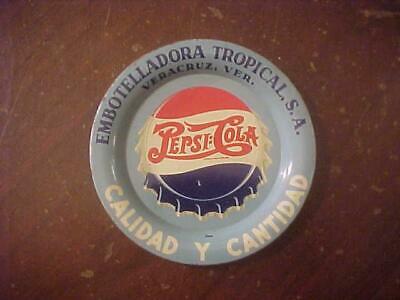 EMBOTELLADORA TROPICAL, S.A.
VERACRUZ, VER.
PEPSI-COLA
CALIDAD Y CANTIDAD